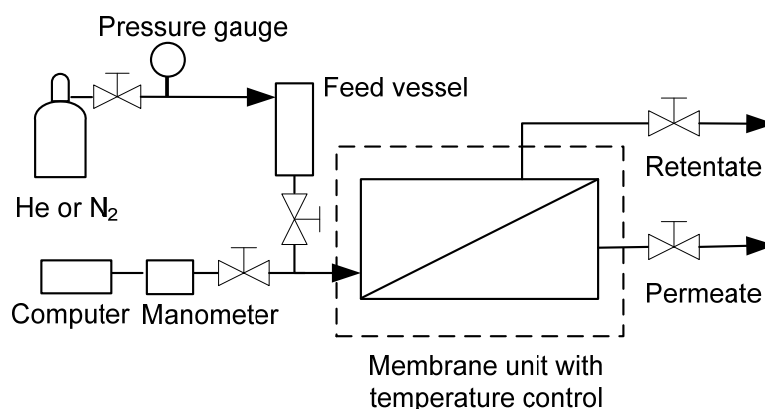 Pressure gauge
Feed vessel
He or N₂
Retentate
Permeate
Computer
Manometer
Membrane unit with
temperature control